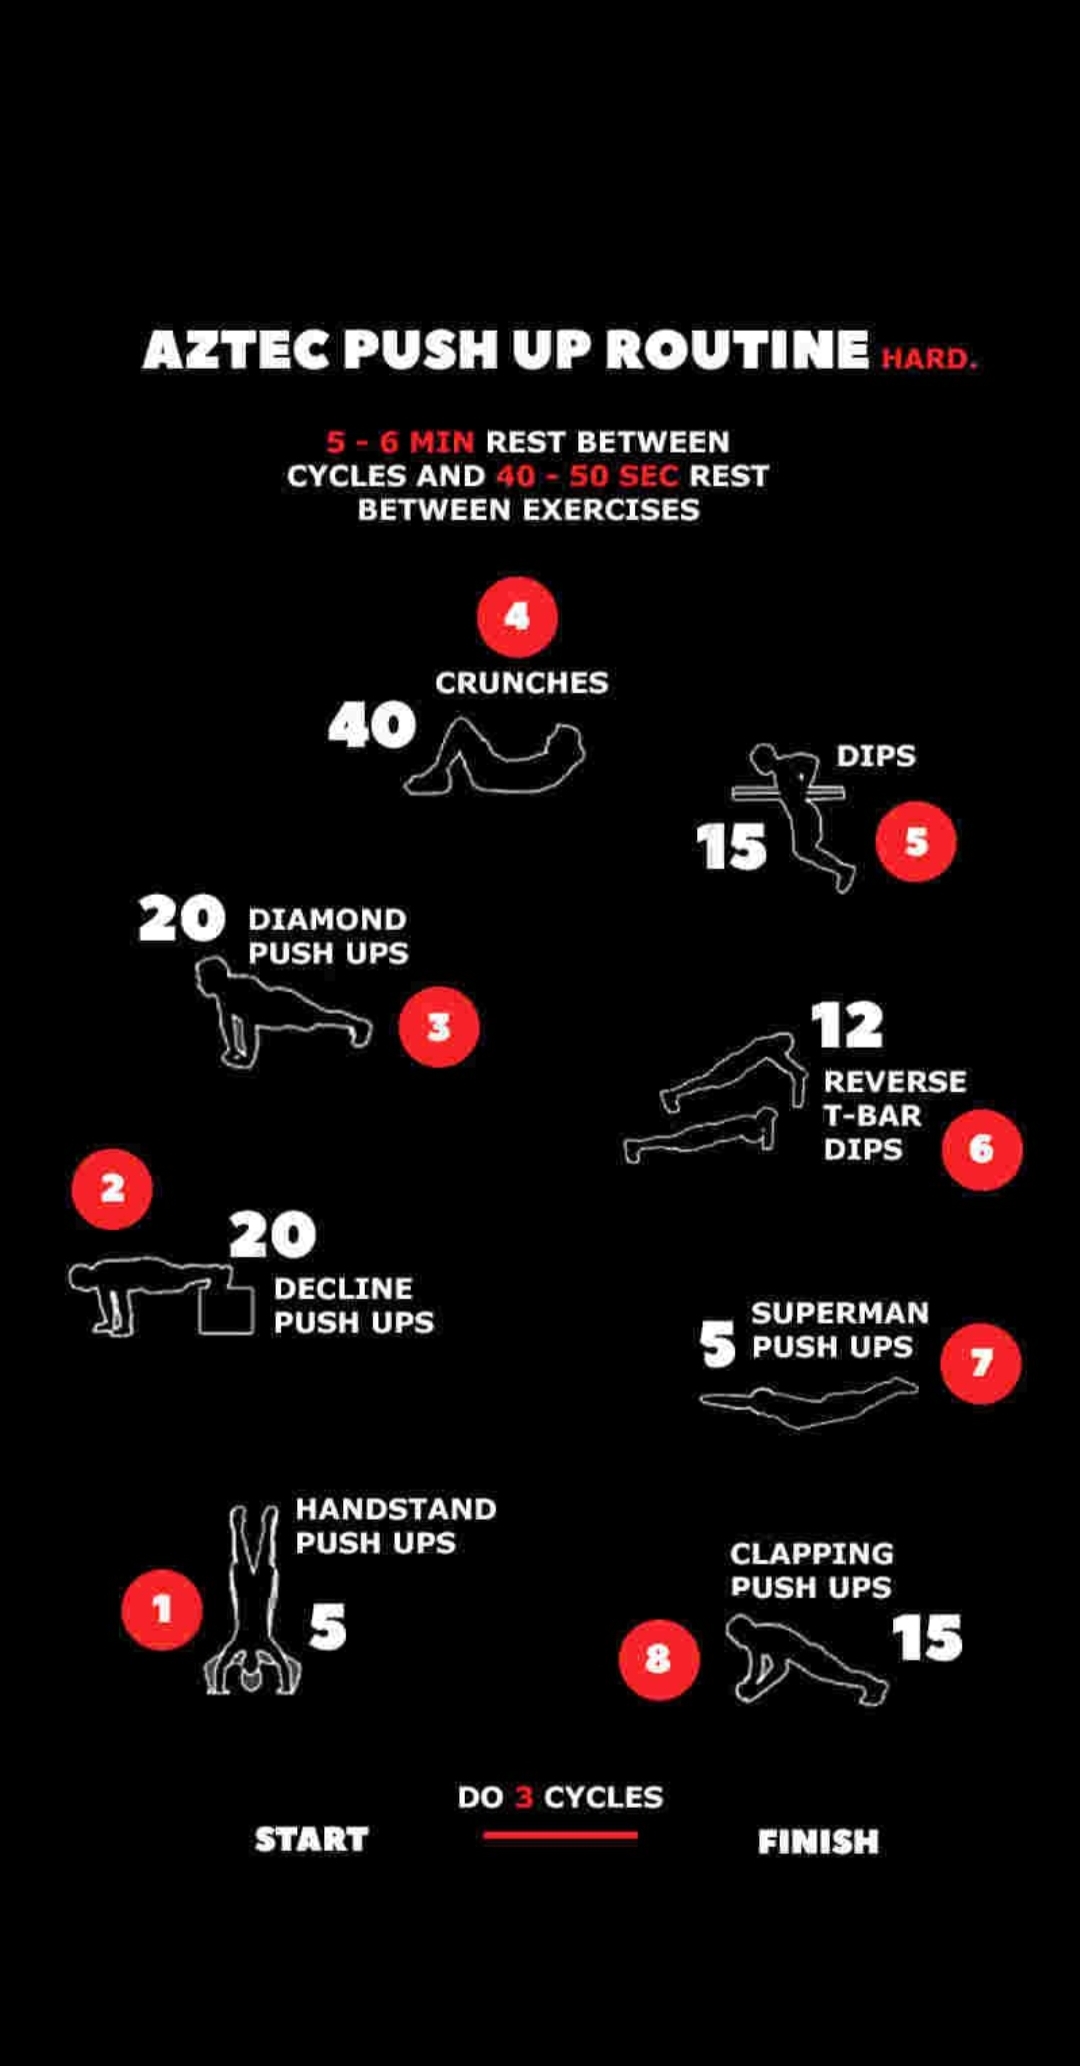 AZTEC PUSH UP ROUTINE HARD.
5 - 6 MIN REST BETWEEN
CYCLES AND 40 - 50 SEC REST
BETWEEN EXERCISES
4
CRUNCHES
40
DIPS
15
5
20
DIAMOND
PUSH UPS
3
12
REVERSE
T-BAR
DIPS
6
2
20
DECLINE
PUSH UPS
SUPERMAN
5 PUSH UPS
7
HANDSTAND
PUSH UPS
1
5
CLAPPING
PUSH UPS
15
8
DO 3 CYCLES
START
FINISH